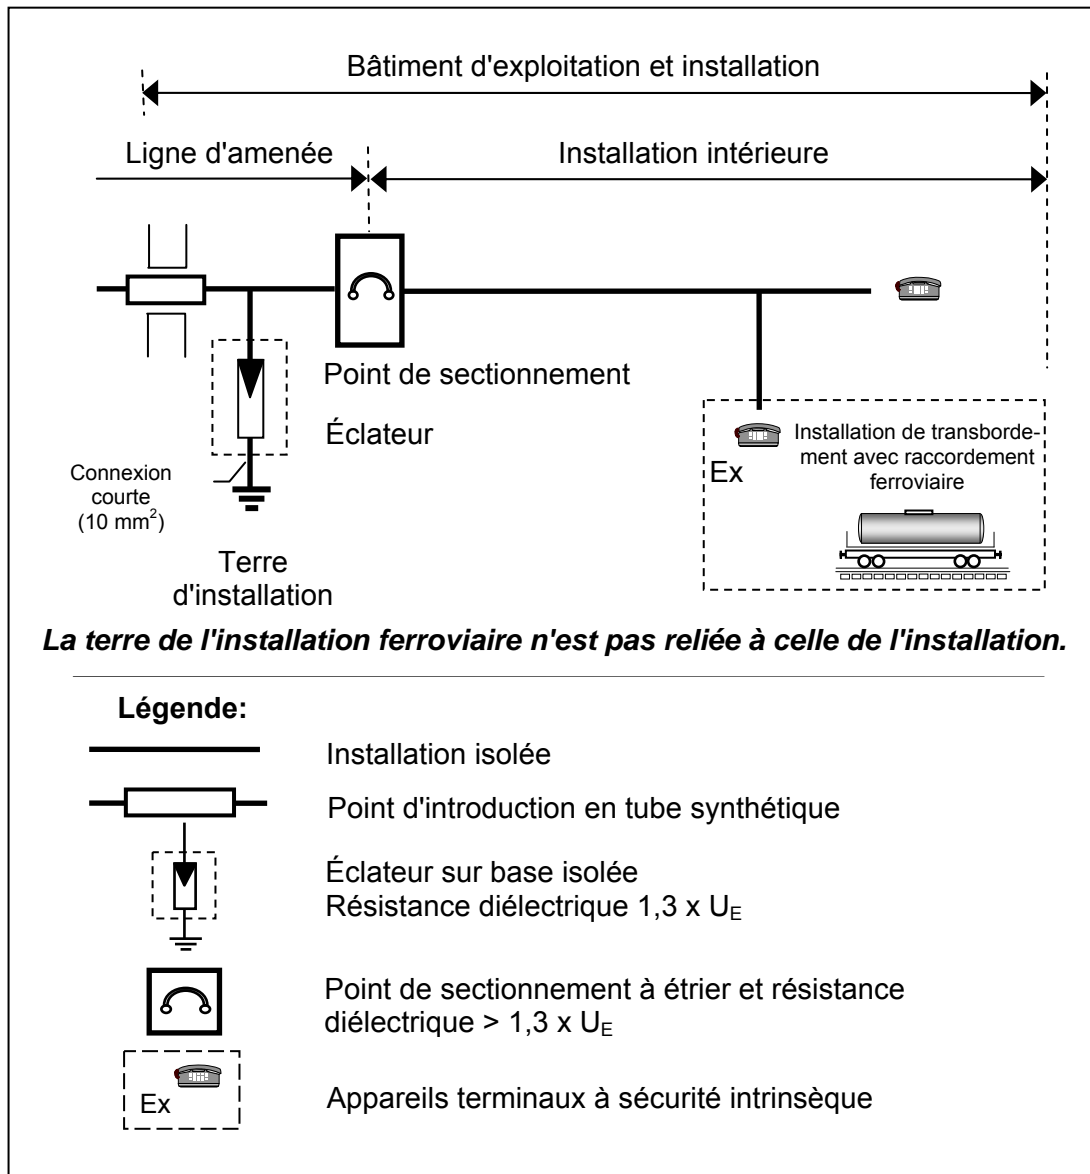 Bâtiment d'exploitation et installation
Ligne d'amenée
Installation intérieure
Point de sectionnement
Éclateur
Connexion
courte
(10 mm²)
Terre
d'installation
Ex
Installation de transborde-
ment avec raccordement
ferroviaire
La terre de l'installation ferroviaire n'est pas reliée à celle de l'installation.
Légende:
Installation isolée
Point d'introduction en tube synthétique
Éclateur sur base isolée
Résistance diélectrique 1,3 x U_E
Point de sectionnement à étrier et résistance
diélectrique > 1,3 x U_E
Ex
Appareils terminaux à sécurité intrinsèque